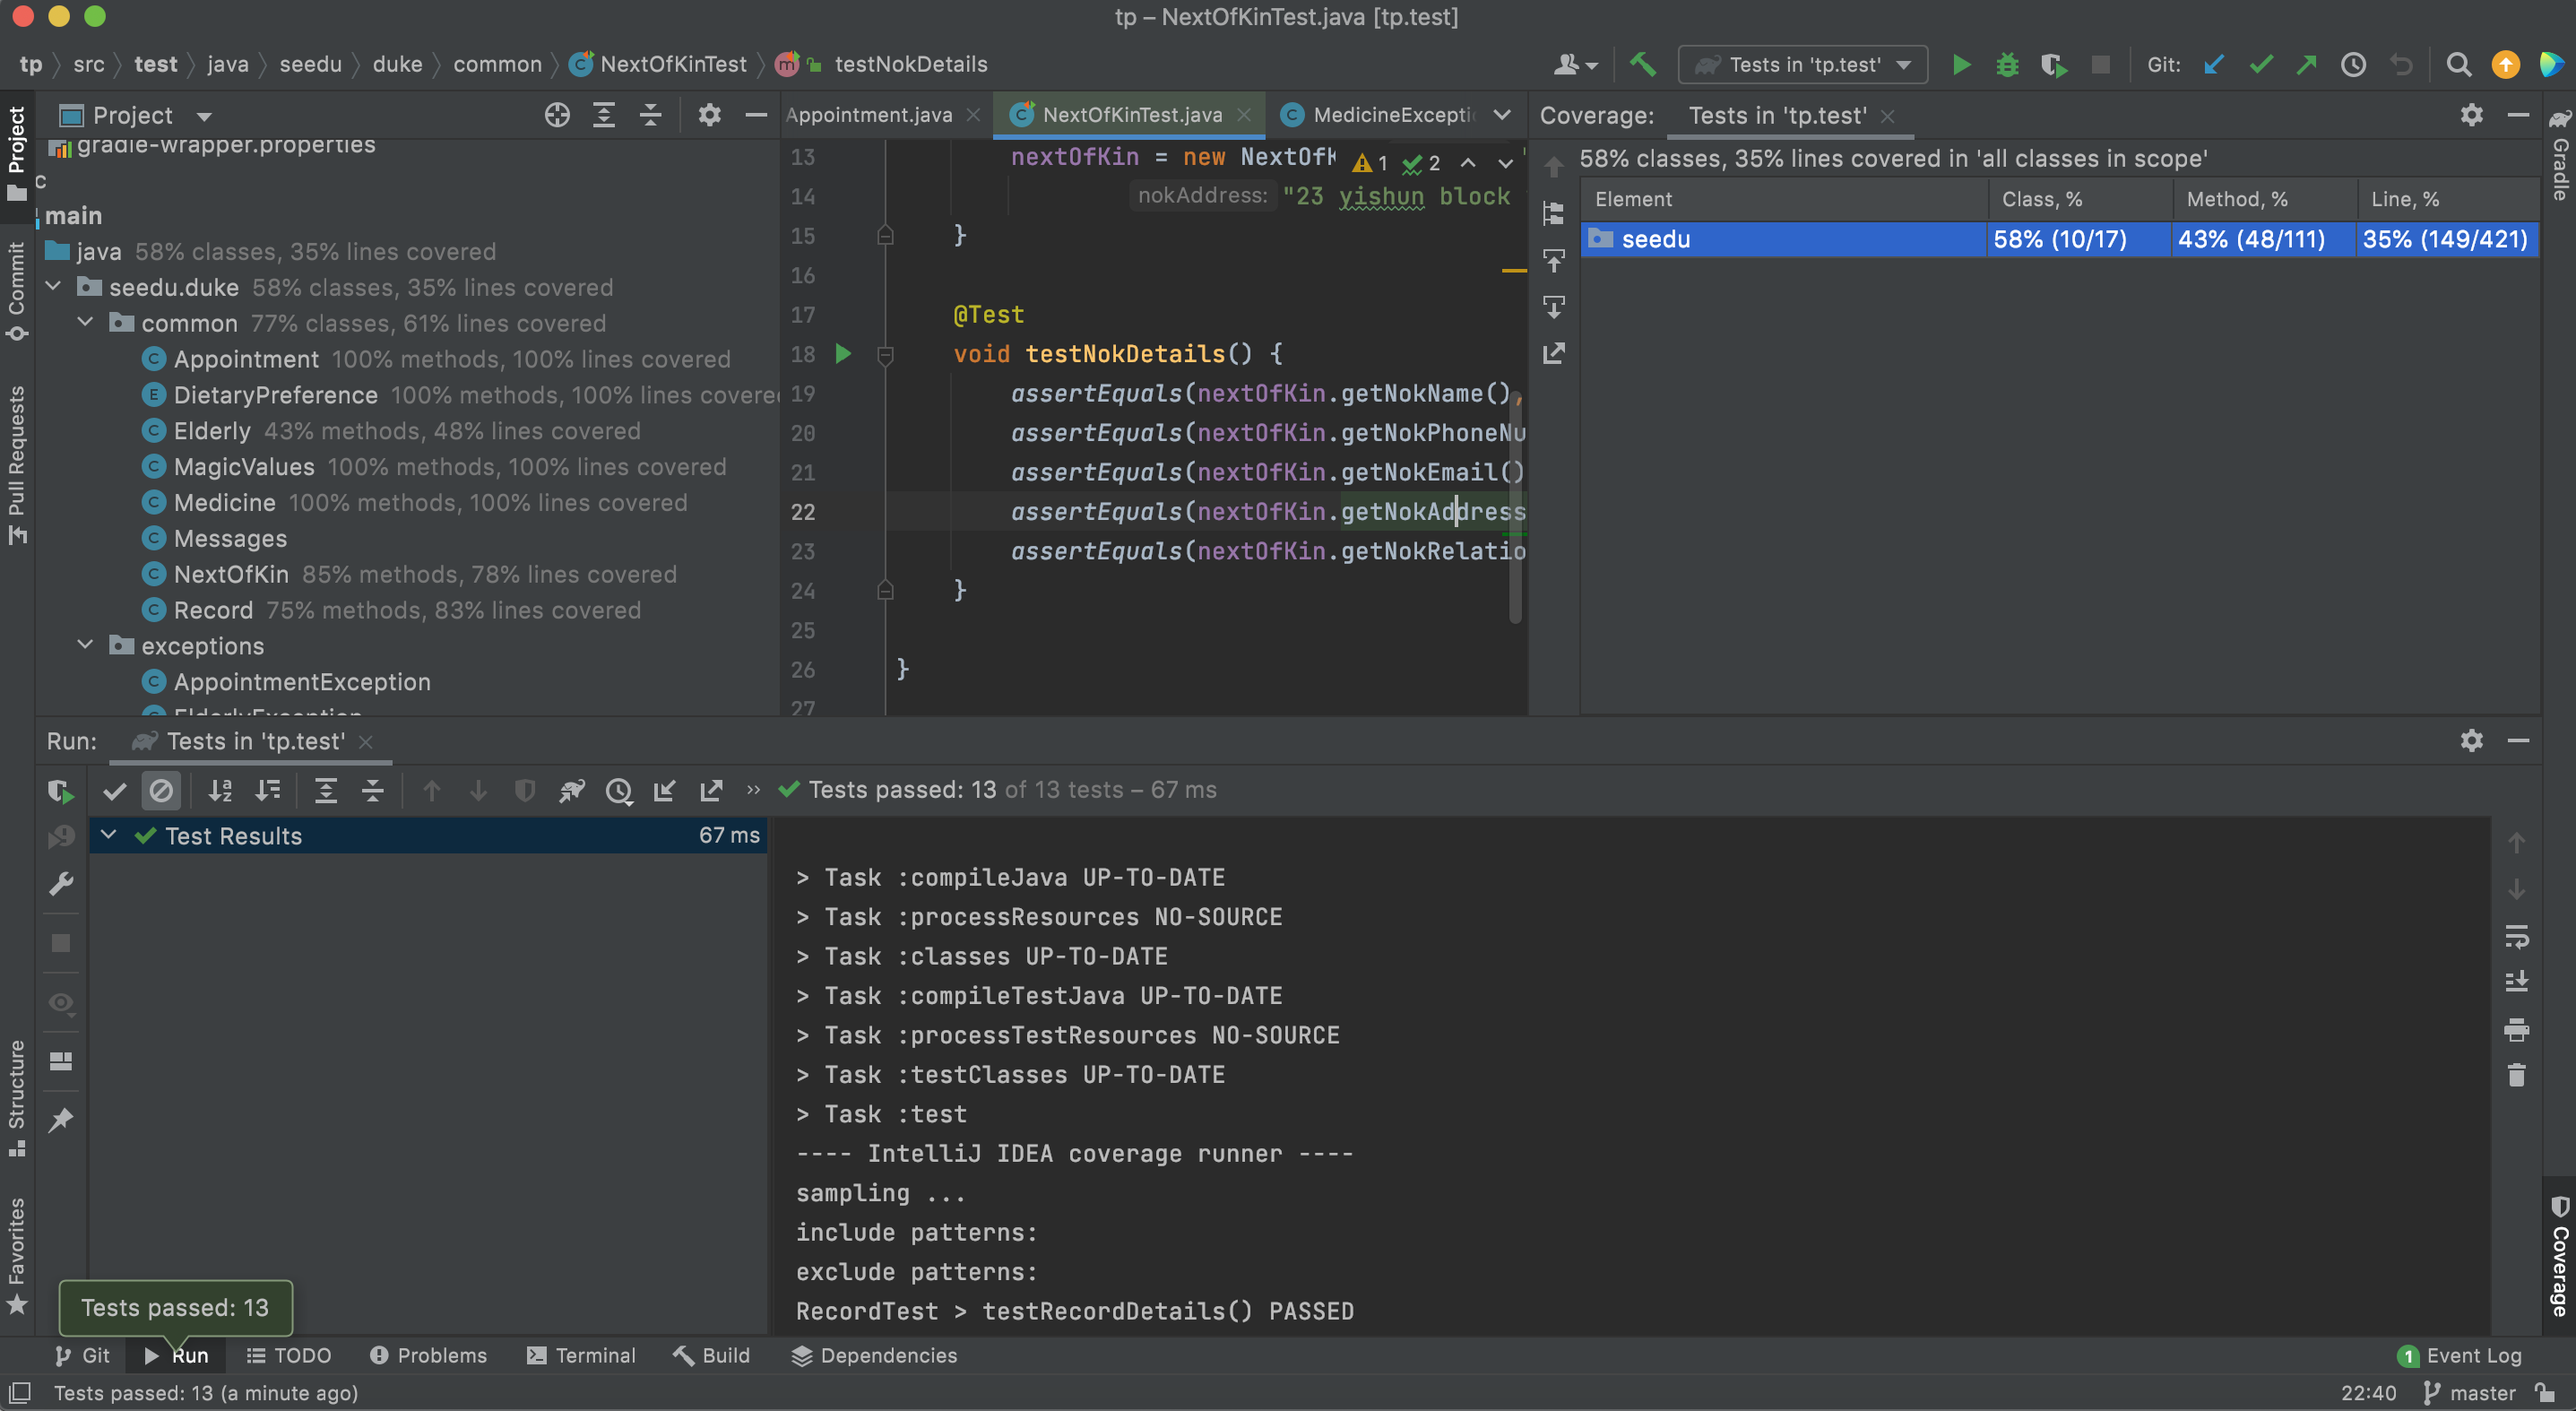 tp – NextOfKinTest.java [tp.test]
tp src test java seedu duke common NextOfKinTest testNokDetails
Tests in 'tp.test' Git:
Project
Appointment.java NextOfKinTest.java MedicineExcepti
Coverage: Tests in 'tp.test'
Project
Commit
Pull Requests
Structure
Favorites
gradle-wrapper.properties
c
main
java 58% classes, 35% lines covered
seedu.duke 58% classes, 35% lines covered
common 77% classes, 61% lines covered
Appointment 100% methods, 100% lines covered
DietaryPreference 100% methods, 100% lines covere
Elderly 43% methods, 48% lines covered
MagicValues 100% methods, 100% lines covered
Medicine 100% methods, 100% lines covered
Messages
NextOfKin 85% methods, 78% lines covered
Record 75% methods, 83% lines covered
exceptions
AppointmentException
ElderlyException
1 2
13 nextOfKin = new NextOfK
14 nokAddress: "23 yishun block
15 }
16
17 @Test
18 void testNokDetails() {
19 assertEquals(nextOfKin.getNokName(),
20 assertEquals(nextOfKin.getNokPhoneNu
21 assertEquals(nextOfKin.getNokEmail()
22 assertEquals(nextOfKin.getNokAddress
23 assertEquals(nextOfKin.getNokRelatio
24 }
25
26 }
27
58% classes, 35% lines covered in 'all classes in scope'
Element Class, % Method, % Line, %
seedu 58% (10/17) 43% (48/111) 35% (149/421)
Gradle
Coverage
Run: Tests in 'tp.test'
Tests passed: 13 of 13 tests – 67 ms
Test Results 67 ms
> Task :compileJava UP-TO-DATE
> Task :processResources NO-SOURCE
> Task :classes UP-TO-DATE
> Task :compileTestJava UP-TO-DATE
> Task :processTestResources NO-SOURCE
> Task :testClasses UP-TO-DATE
> Task :test
---- IntelliJ IDEA coverage runner ----
sampling ...
include patterns:
exclude patterns:
RecordTest > testRecordDetails() PASSED
Tests passed: 13
Git Run TODO Problems Terminal Build Dependencies 1 Event Log
Tests passed: 13 (a minute ago) 22:40 master